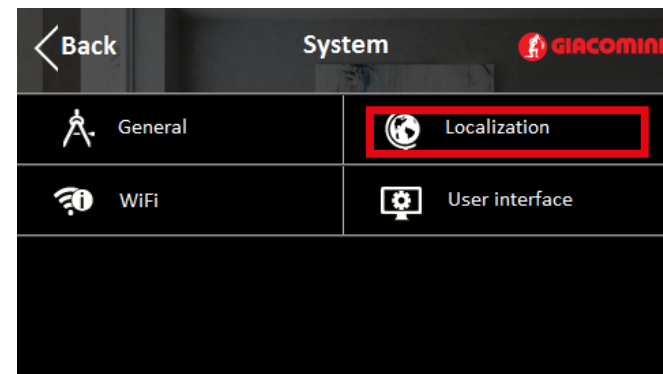 Back System GIACOMINI
General Localization
WiFi User interface